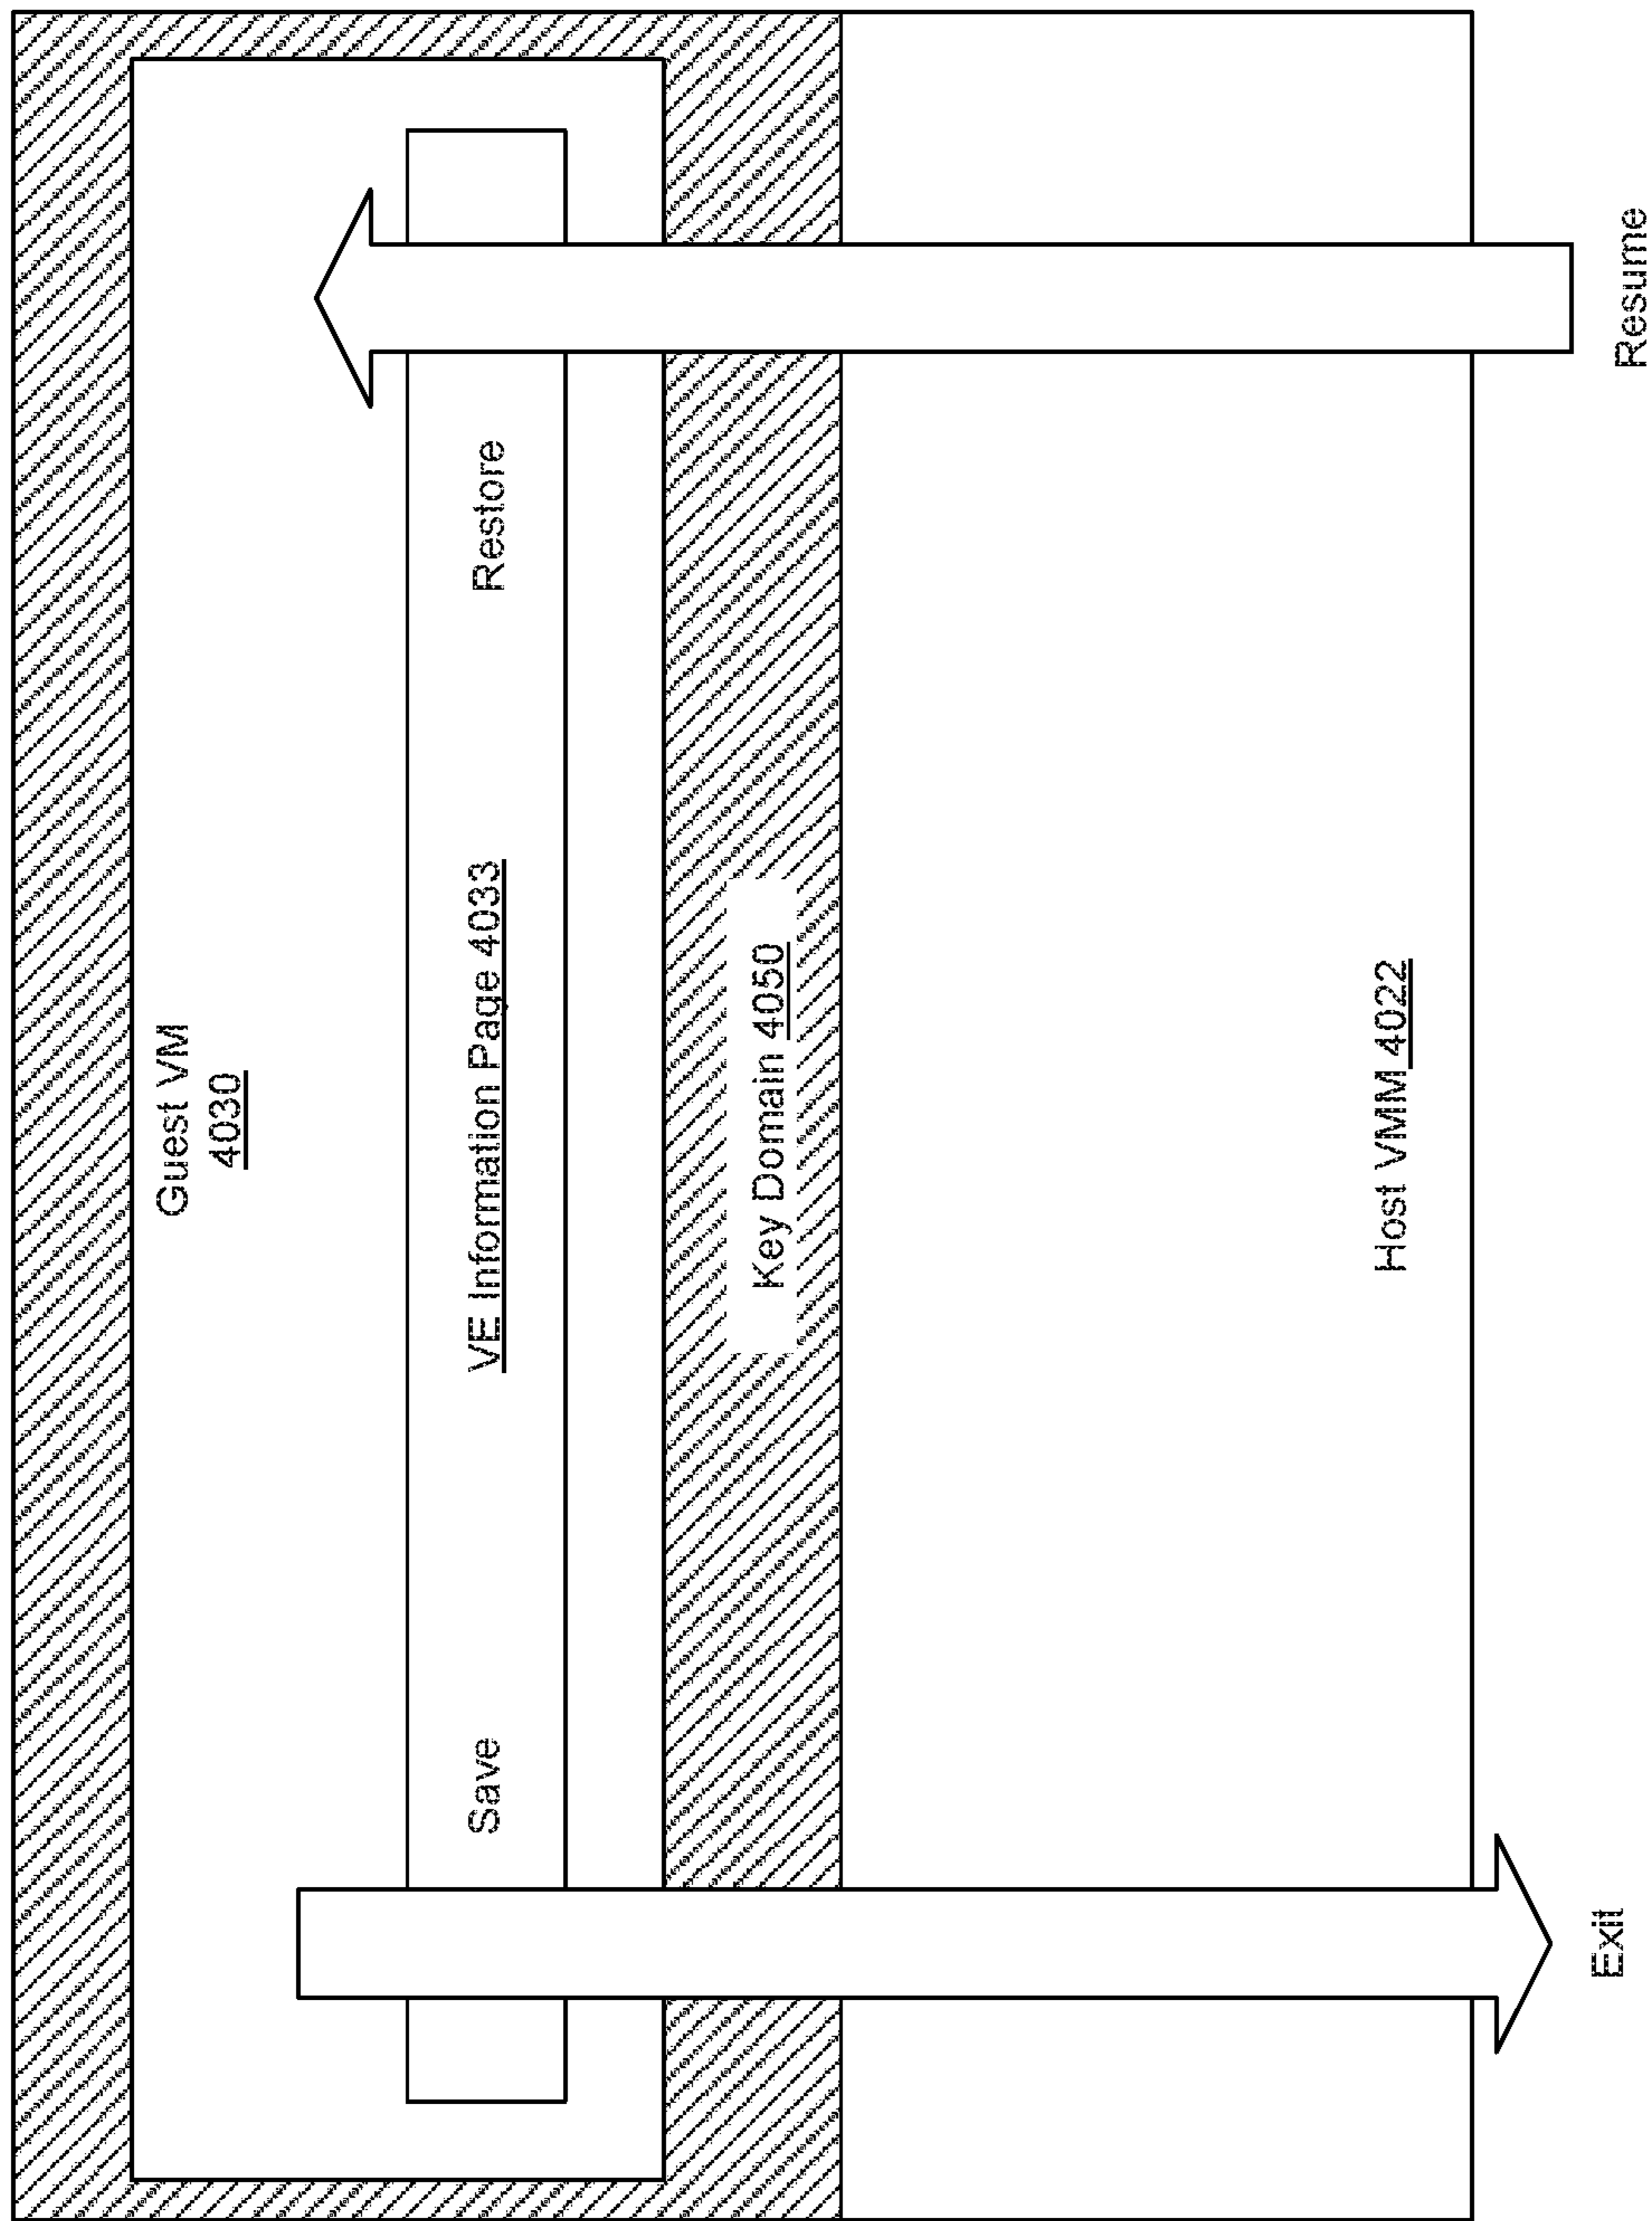 Guest VM
4030
Save
VE Information Page 4033
Restore
Key Domain 4050
Host VMM 4022
Exit
Resume